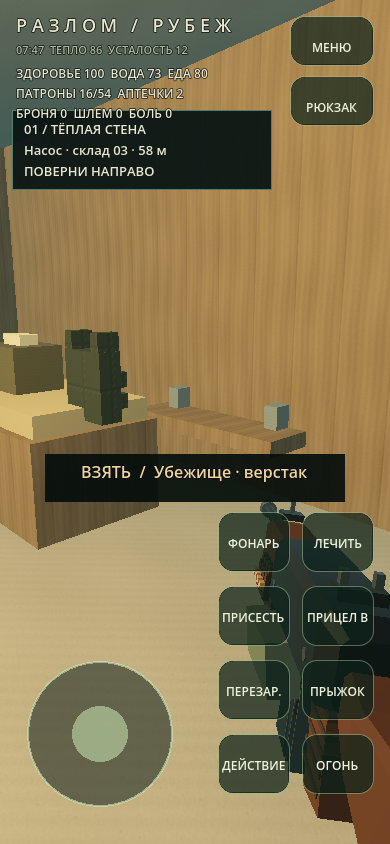 РАЗЛОМ / РУБЕЖ
07:47 ТЕПЛО 86 УСТАЛОСТЬ 12
ЗДОРОВЬЕ 100 ВОДА 73 ЕДА 80
ПАТРОНЫ 16/54 АПТЕЧКИ 2
БРОНЯ 0 ШЛЕМ 0 БОЛЬ 0
МЕНЮ
РЮКЗАК
01 / ТЁПЛАЯ СТЕНА
Насос · склад 03 · 58 м
ПОВЕРНИ НАПРАВО
ВЗЯТЬ / Убежище · верстак
ФОНАРЬ
ЛЕЧИТЬ
ПРИСЕСТЬ
ПРИЦЕЛ В
ПЕРЕЗАР.
ПРЫЖОК
ДЕЙСТВИЕ
ОГОНЬ